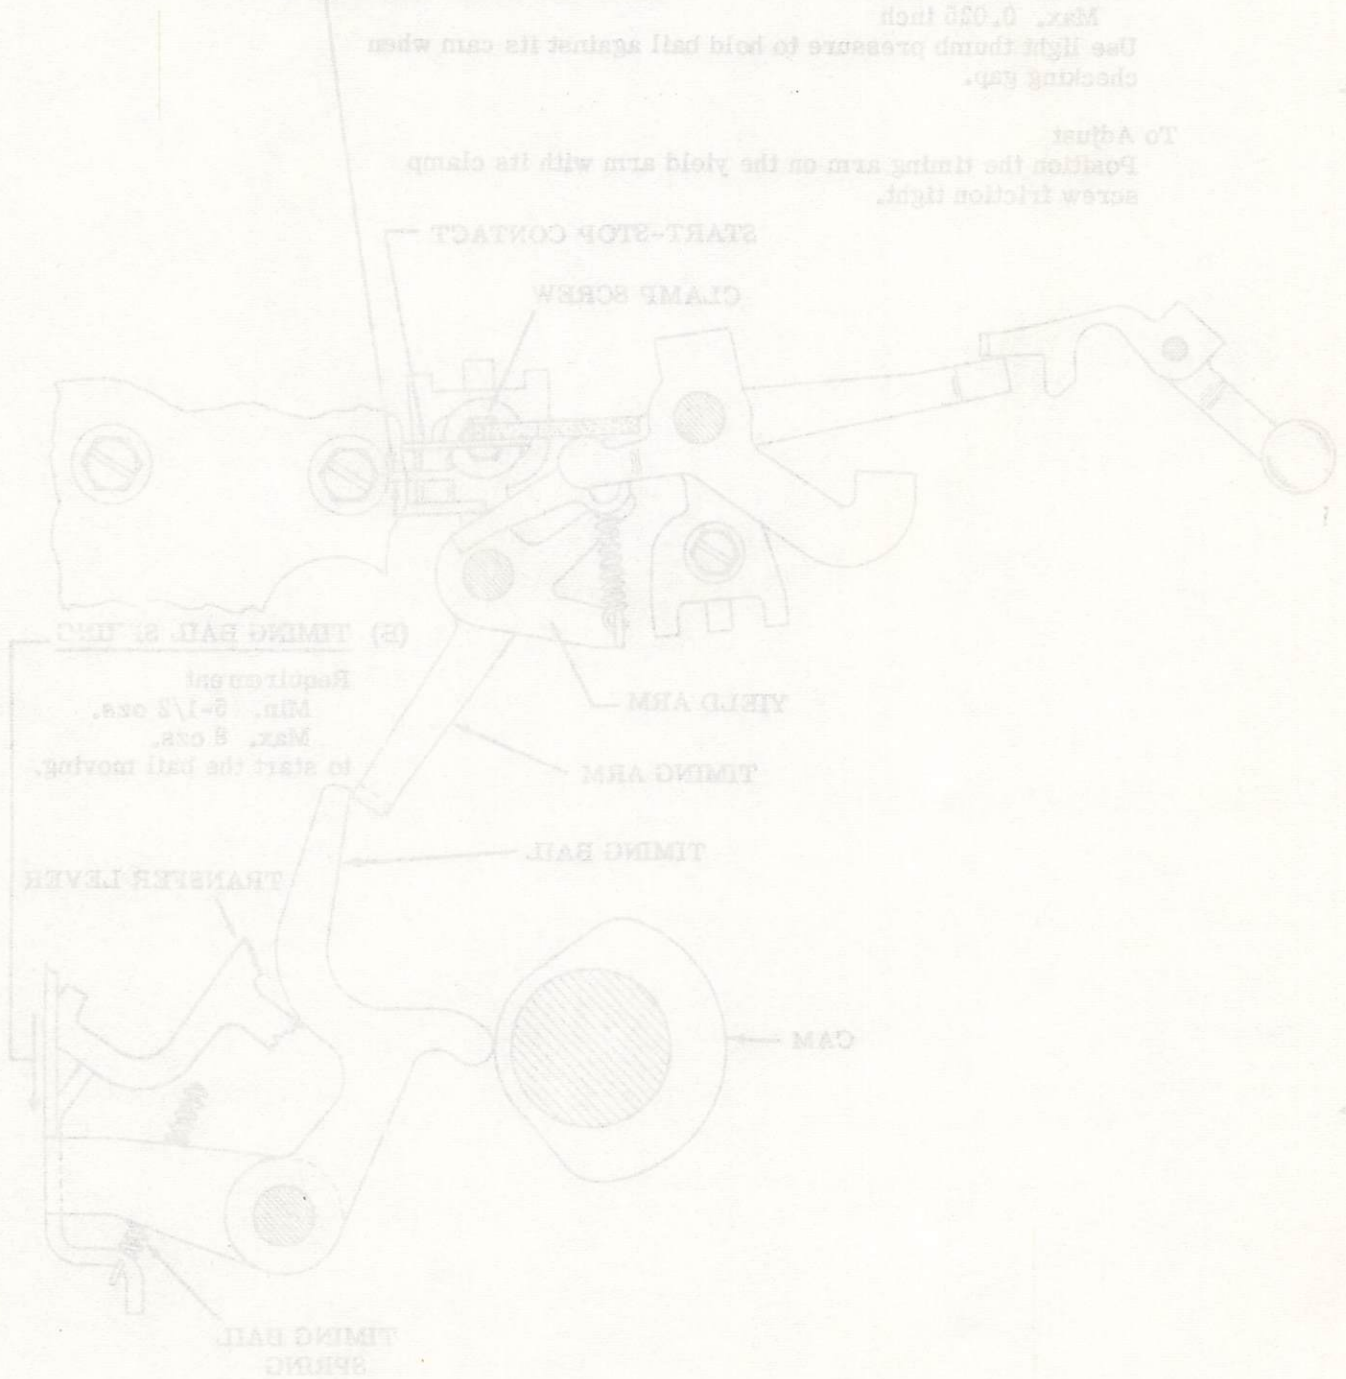 Max. 0.025 inch
Use light thumb pressure to hold bail against its cam when
checking gap.
To Adjust
Position the timing arm on the yield arm with its clamp
screw friction tight.
START-STOP CONTACT
CLAMP SCREW
(B) TIMING BAIL
Requirement
Min. 6-1/2 ozs.
Max. 8 ozs.
to start the bail moving.
YIELD ARM
TIMING ARM
TIMING BAIL
TRANSFER LEVER
CAM
TIMING BAIL
SPRING